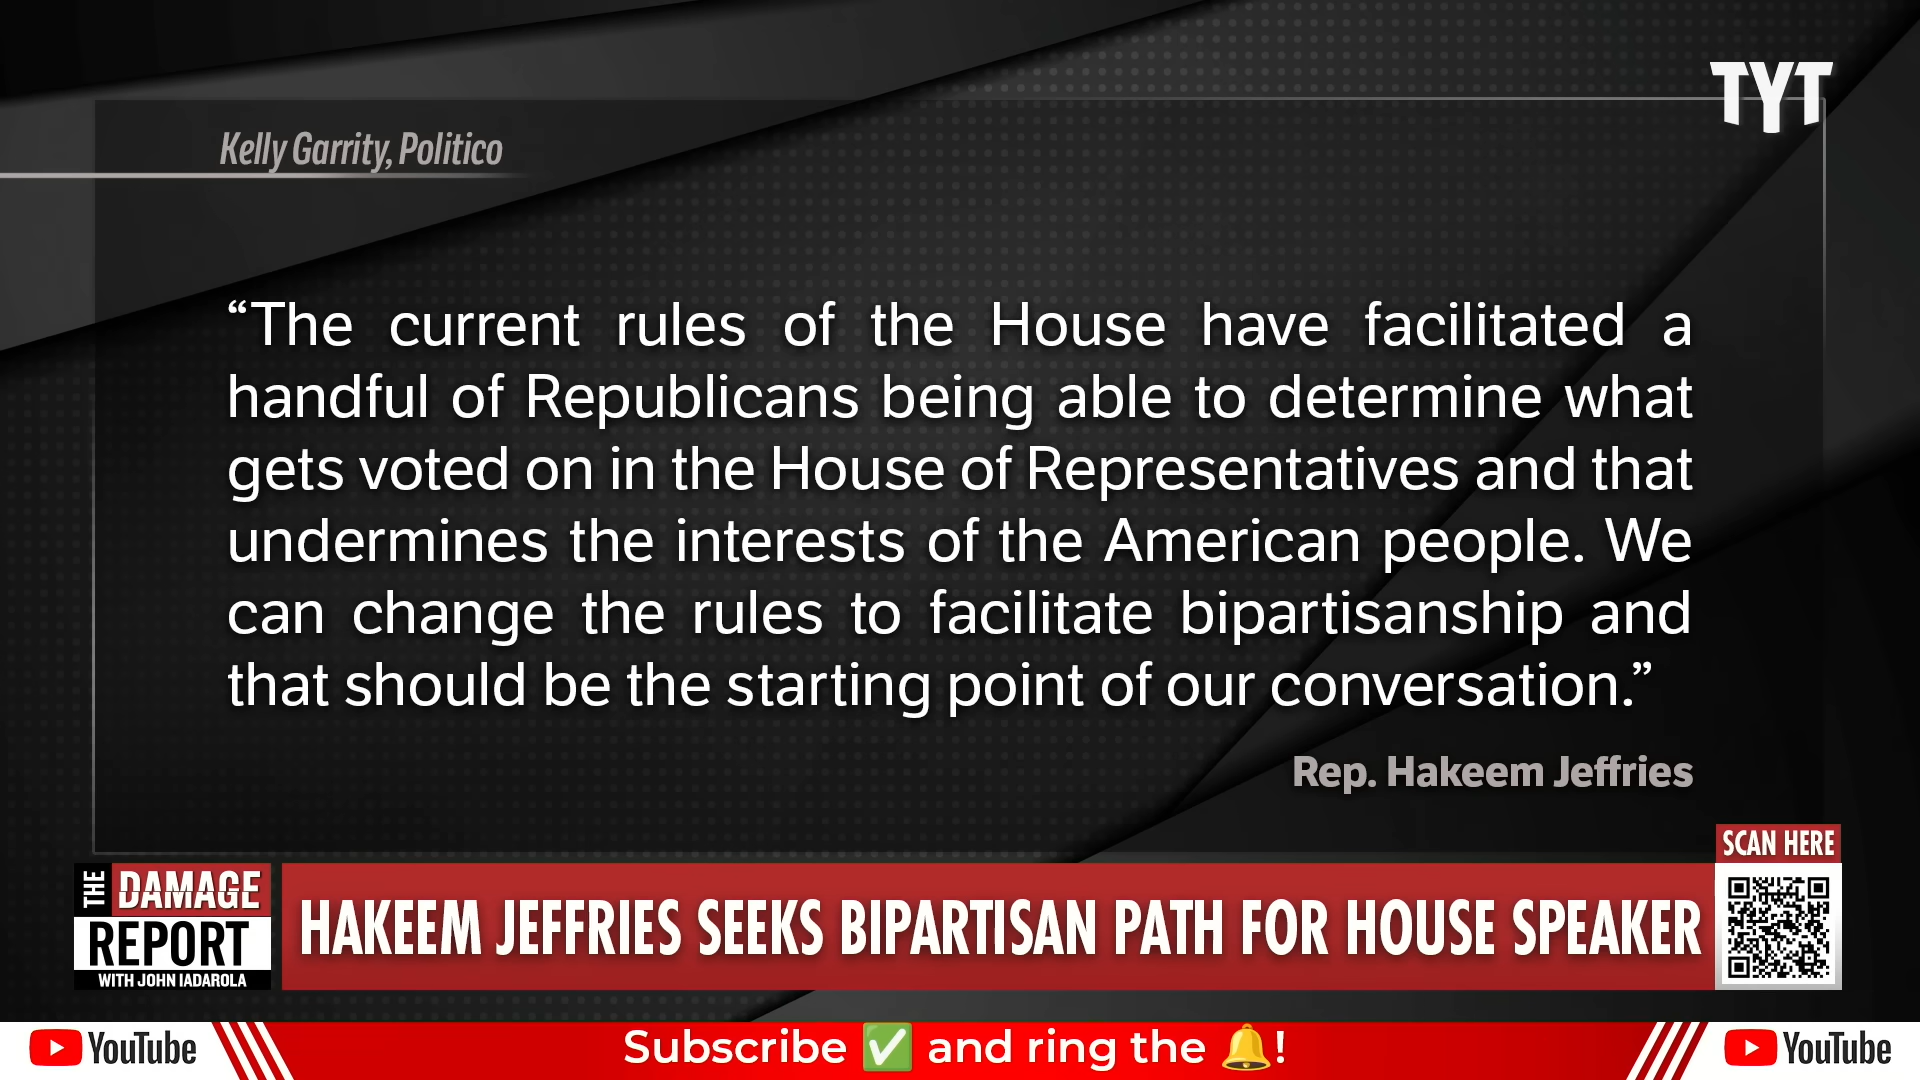 TYT
Kelly Garrity, Politico
“The current rules of the House have facilitated a
handful of Republicans being able to determine what
gets voted on in the House of Representatives and that
undermines the interests of the American people. We
can change the rules to facilitate bipartisanship and
that should be the starting point of our conversation.”
Rep. Hakeem Jeffries
SCAN HERE
THE DAMAGE
REPORT
WITH JOHN IADAROLA
HAKEEM JEFFRIES SEEKS BIPARTISAN PATH FOR HOUSE SPEAKER
YouTube
Subscribe ✅ and ring the 🔔!
YouTube